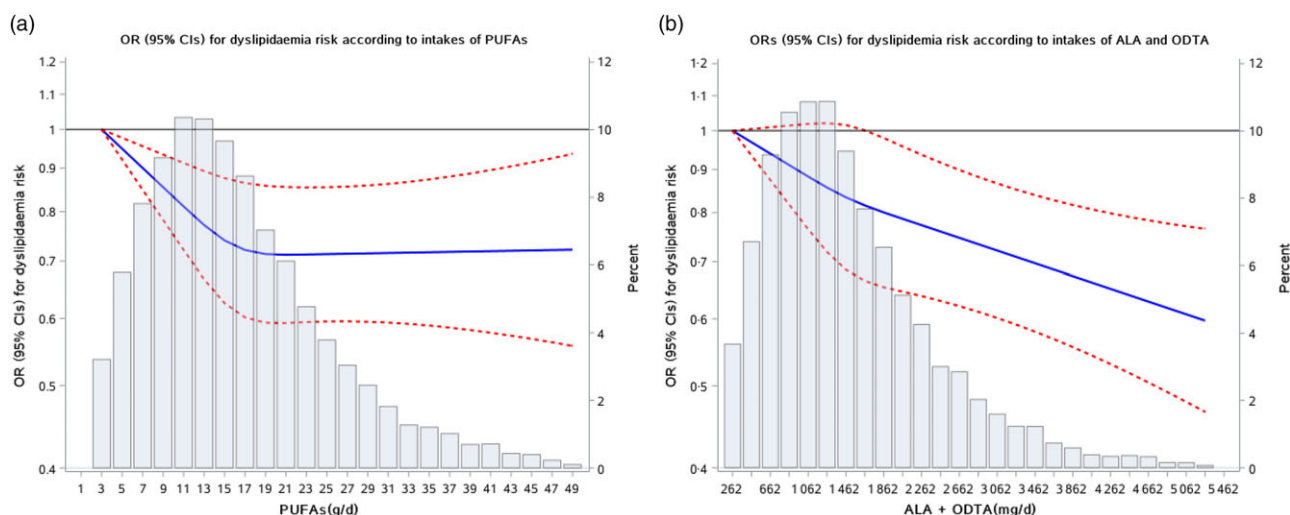 (a)
OR (95% CIs) for dyslipidaemia risk according to intakes of PUFAs
OR (95% CIs) for dyslipidaemia risk
1.2
1.1
1
0.9
0.8
0.7
0.6
0.5
0.4
12
10
8
6
4
2
0
Percent
1 3 5 7 9 11 13 15 17 19 21 23 25 27 29 31 33 35 37 39 41 43 45 47 49
PUFAs(g/d)
(b)
ORs (95% CIs) for dyslipidemia risk according to intakes of ALA and ODTA
OR (95% CIs) for dyslipidaemia risk
1·2
1·1
1
0·9
0·8
0·7
0·6
0·5
0·4
12
10
8
6
4
2
0
Percent
262 662 1 062 1 462 1 862 2 262 2 662 3 062 3 462 3 862 4 262 4 662 5 062 5 462
ALA + ODTA(mg/d)